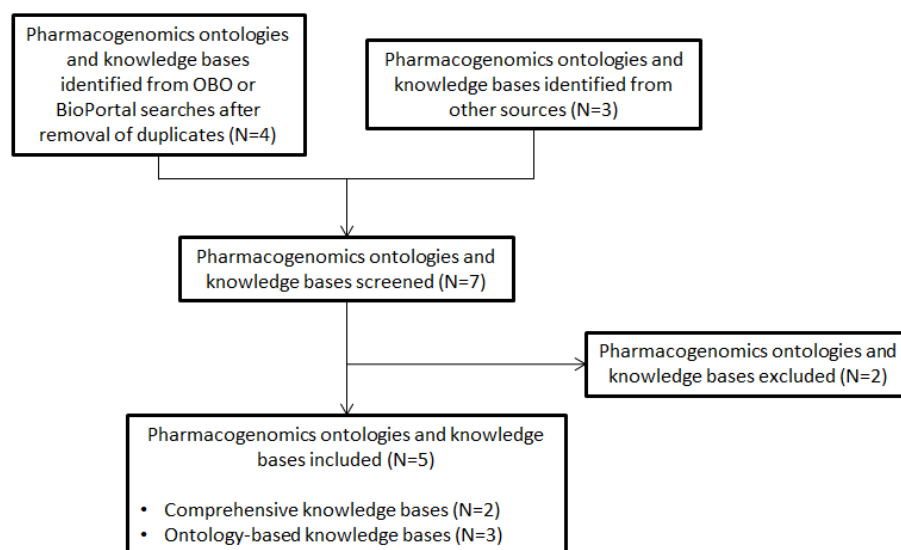 Pharmacogenomics ontologies
and knowledge bases
identified from OBO or
BioPortal searches after
removal of duplicates (N=4)
Pharmacogenomics ontologies and
knowledge bases identified from
other sources (N=3)
Pharmacogenomics ontologies and
knowledge bases screened (N=7)
Pharmacogenomics ontologies and
knowledge bases excluded (N=2)
Pharmacogenomics ontologies and knowledge
bases included (N=5)
• Comprehensive knowledge bases (N=2)
• Ontology-based knowledge bases (N=3)